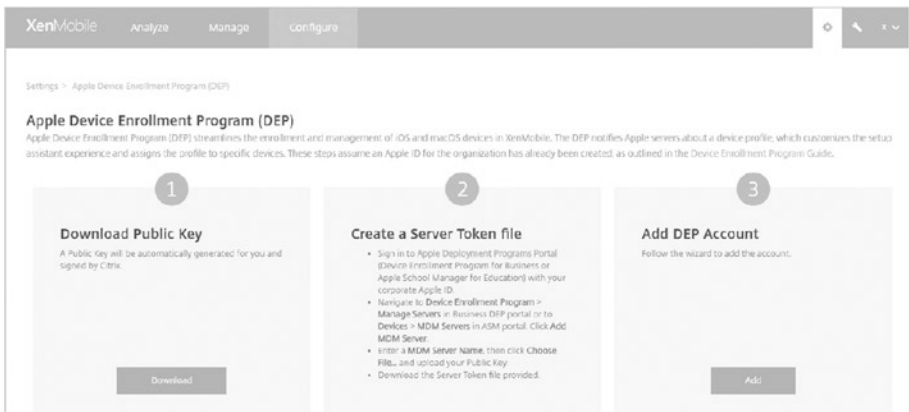 XenMobile Analyze Manage Configure
Settings > Apple Device Enrollment Program (DEP)
Apple Device Enrollment Program (DEP)
Apple Device Enrollment Program (DEP) streamlines the enrollment and management of iOS and macOS devices in XenMobile. The DEP notifies Apple servers about a device profile, which customizes the setup
assistant experience and assigns the profile to specific devices. These steps assume an Apple ID for the organization has already been created, as outlined in the Device Enrollment Program Guide.
1
Download Public Key
A Public Key will be automatically generated for you and
signed by Citrix.
Download
2
Create a Server Token file
• Sign in to Apple Deployment Programs Portal
(Device Enrollment Program for Business or
Apple School Manager for Education) with your
corporate Apple ID.
• Navigate to Device Enrollment Program >
Manage Servers in Business DEP portal or to
Devices > MDM Servers in ASM portal. Click Add
MDM Server.
• Enter a MDM Server Name, then click Choose
File... and upload your Public Key.
• Download the Server Token file provided.
3
Add DEP Account
Follow the wizard to add the account.
Add